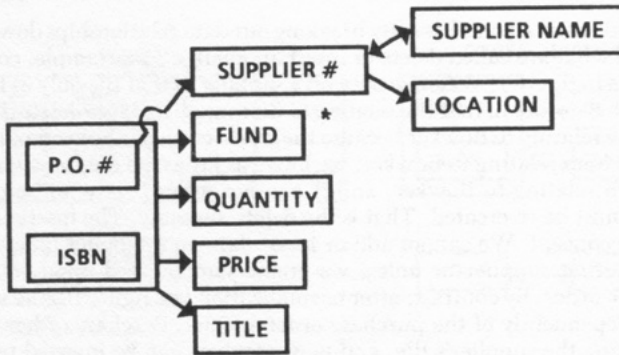 SUPPLIER NAME
SUPPLIER #
LOCATION
FUND *
P.O. #
QUANTITY
ISBN
PRICE
TITLE